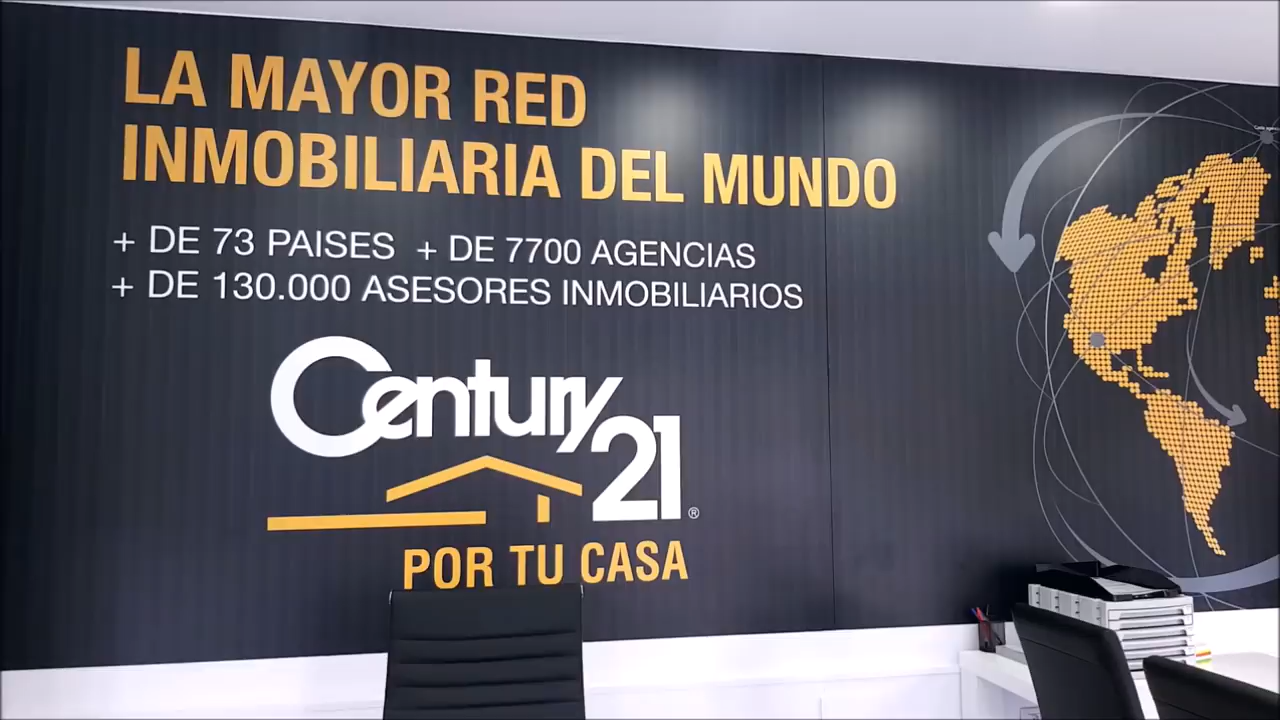 LA MAYOR RED
INMOBILIARIA DEL MUNDO
+ DE 73 PAISES + DE 7700 AGENCIAS
+ DE 130.000 ASESORES INMOBILIARIOS
Century
21®
POR TU CASA